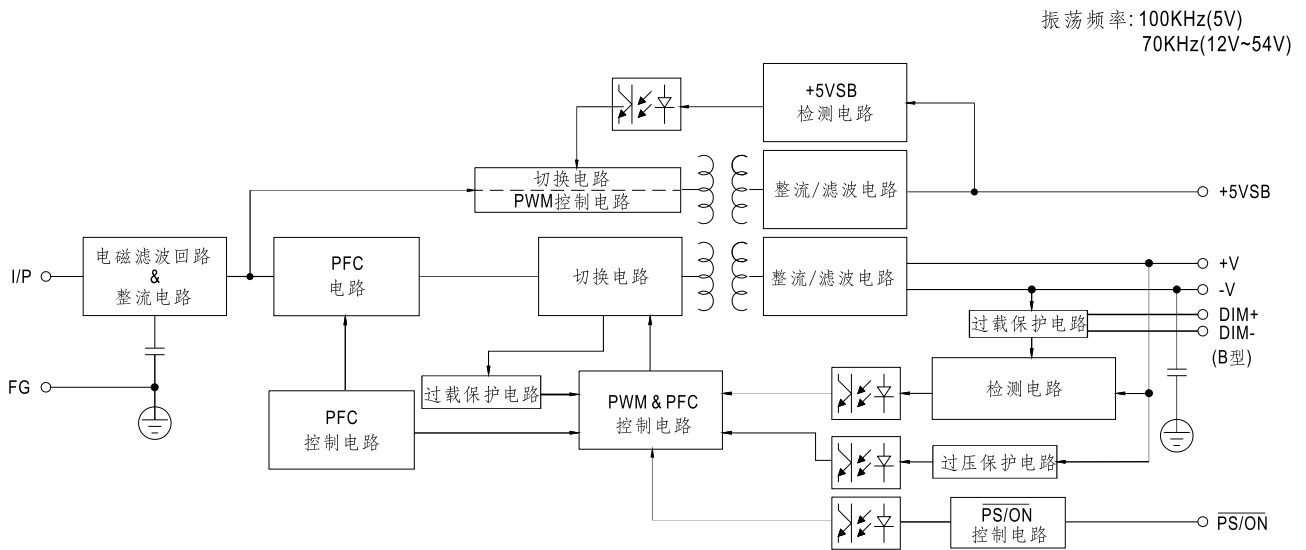 振荡频率: 100KHz(5V)
70KHz(12V~54V)
+5VSB
检测电路
切换电路
PWM控制电路
整流/滤波电路
+5VSB
I/P
电磁滤波回路
&
整流电路
PFC
电路
切换电路
整流/滤波电路
+V
-V
过载保护电路
DIM+
DIM-
(B型)
FG
过载保护电路
PWM & PFC
控制电路
检测电路
PFC
控制电路
过压保护电路
PS/ON
控制电路
PS/ON